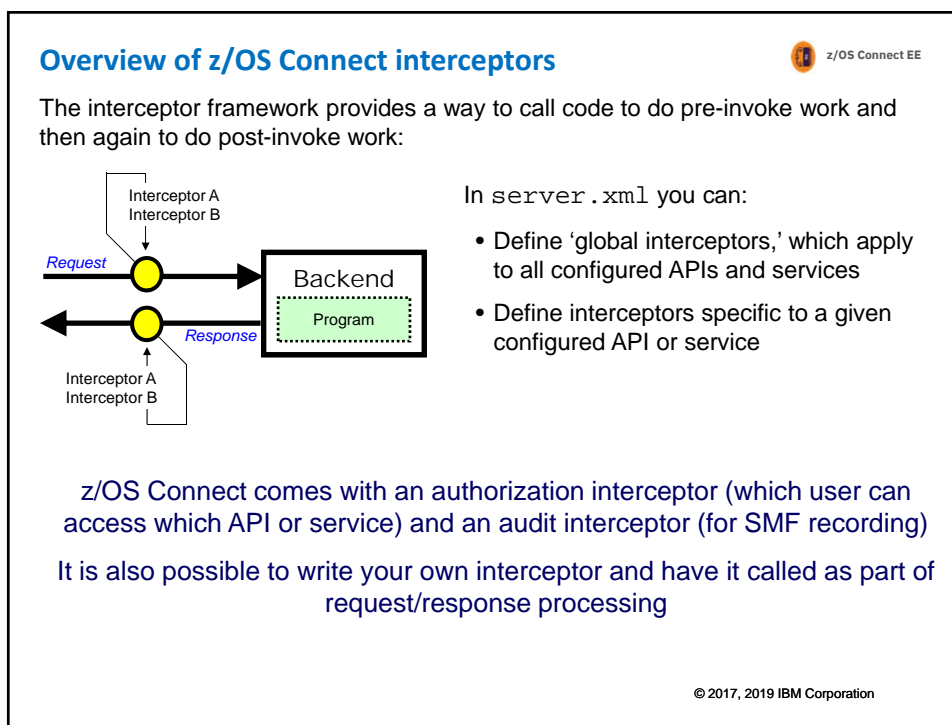 Overview of z/OS Connect interceptors
z/OS Connect EE
The interceptor framework provides a way to call code to do pre-invoke work and
then again to do post-invoke work:
Interceptor A
Interceptor B
Request
Backend
Program
Response
Interceptor A
Interceptor B
In server.xml you can:
• Define ‘global interceptors,’ which apply
to all configured APIs and services
• Define interceptors specific to a given
configured API or service
z/OS Connect comes with an authorization interceptor (which user can
access which API or service) and an audit interceptor (for SMF recording)
It is also possible to write your own interceptor and have it called as part of
request/response processing
© 2017, 2019 IBM Corporation